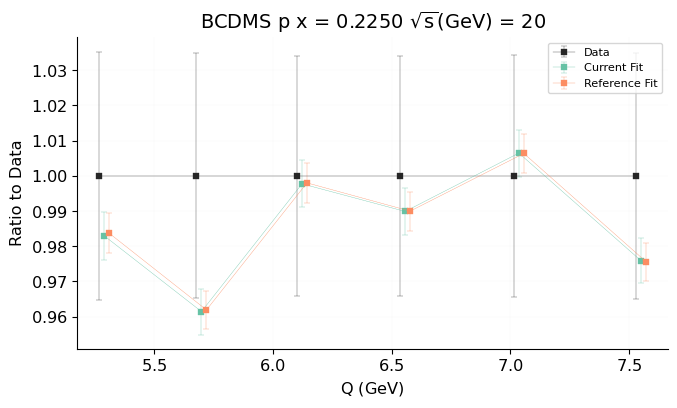 BCDMS p x = 0.2250 √s(GeV) = 20
Data
Current Fit
Reference Fit
Ratio to Data
1.03
1.02
1.01
1.00
0.99
0.98
0.97
0.96
5.5 6.0 6.5 7.0 7.5
Q (GeV)